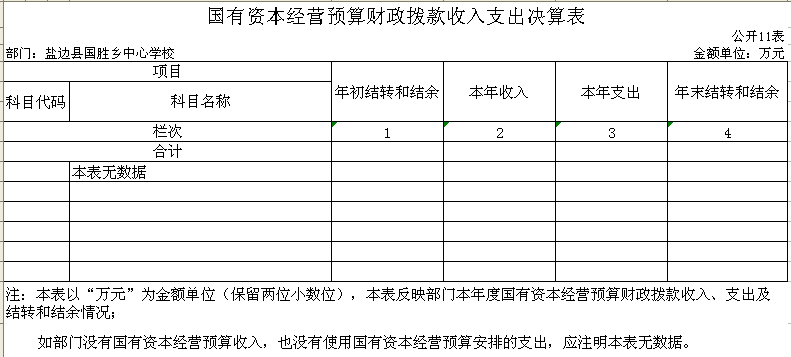 国有资本经营预算财政拨款收入支出决算表
公开11表
部门：盐边县国胜乡中心学校 金额单位：万元
项目
年初结转和结余 本年收入 本年支出 年末结转和结余
科目代码 科目名称
栏次 1 2 3 4
合计
本表无数据
注：本表以“万元”为金额单位（保留两位小数位），本表反映部门本年度国有资本经营预算财政拨款收入、支出及
结转和结余情况；
如部门没有国有资本经营预算收入，也没有使用国有资本经营预算安排的支出，应注明本表无数据。